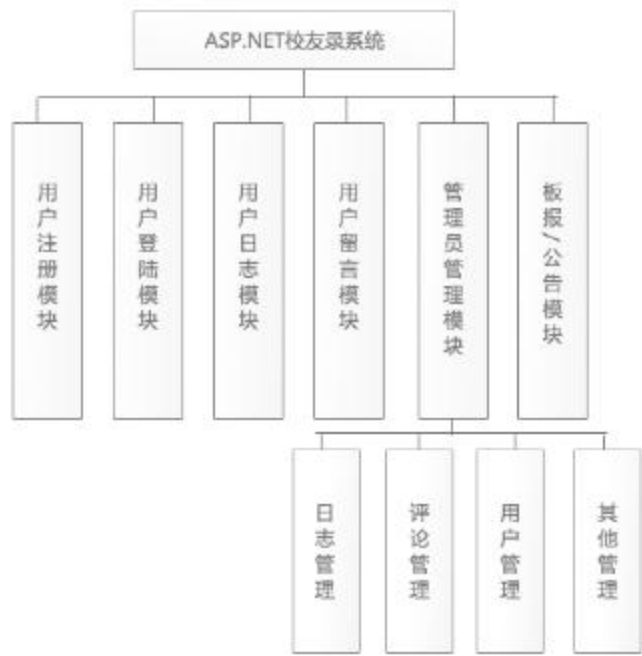 ASP.NET校友录系统
用户注册模块
用户登陆模块
用户日志模块
用户留言模块
管理员管理模块
板报/公告模块
日志管理
评论管理
用户管理
其他管理